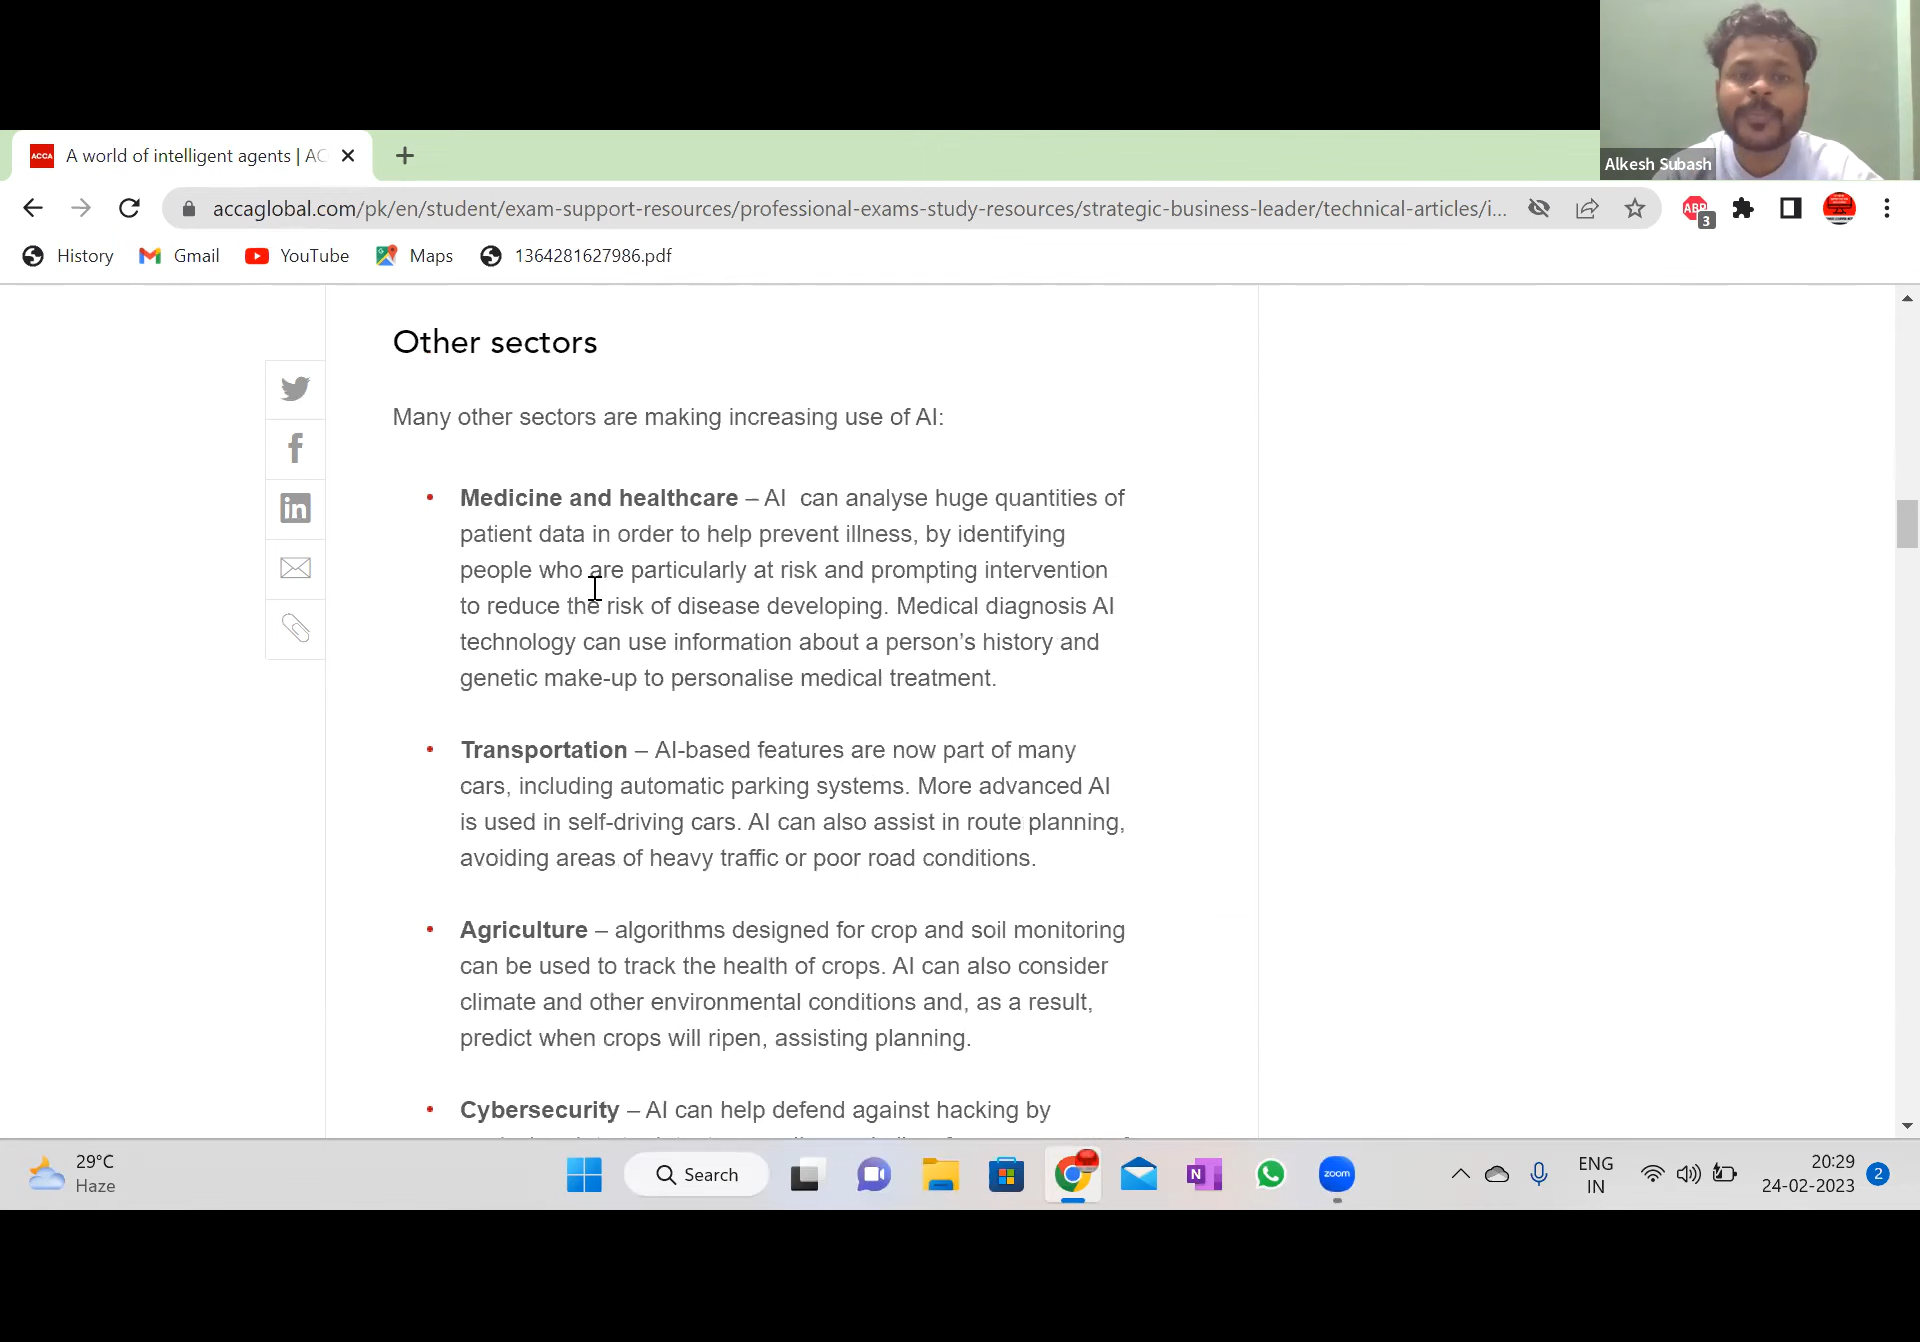 Alkesh Subash
ACCA A world of intelligent agents | AC
accaglobal.com/pk/en/student/exam-support-resources/professional-exams-study-resources/strategic-business-leader/technical-articles/i...
ABP 3
History Gmail YouTube Maps 1364281627986.pdf
Other sectors
Many other sectors are making increasing use of AI:
• Medicine and healthcare – AI can analyse huge quantities of
patient data in order to help prevent illness, by identifying
people who are particularly at risk and prompting intervention
to reduce the risk of disease developing. Medical diagnosis AI
technology can use information about a person's history and
genetic make-up to personalise medical treatment.
• Transportation – AI-based features are now part of many
cars, including automatic parking systems. More advanced AI
is used in self-driving cars. AI can also assist in route planning,
avoiding areas of heavy traffic or poor road conditions.
• Agriculture – algorithms designed for crop and soil monitoring
can be used to track the health of crops. AI can also consider
climate and other environmental conditions and, as a result,
predict when crops will ripen, assisting planning.
• Cybersecurity – AI can help defend against hacking by
29°C
Haze
Search
N
zoom
ENG
IN
20:29
24-02-2023
2